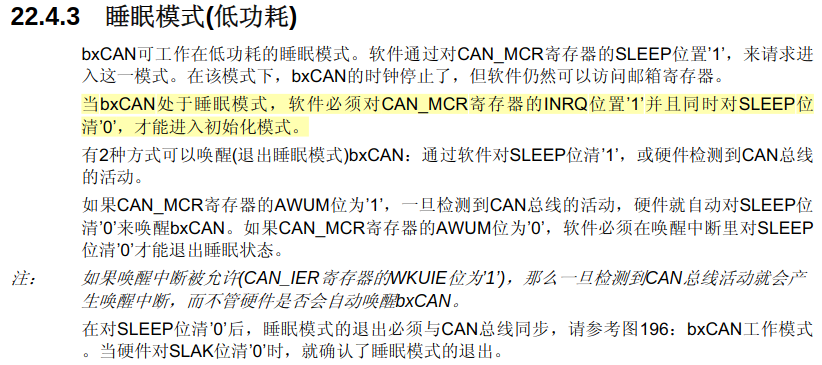 22.4.3 睡眠模式(低功耗)
bxCAN可工作在低功耗的睡眠模式。软件通过对CAN_MCR寄存器的SLEEP位置’1’，来请求进
入这一模式。在该模式下，bxCAN的时钟停止了，但软件仍然可以访问邮箱寄存器。
当bxCAN处于睡眠模式，软件必须对CAN_MCR寄存器的INRQ位置’1’并且同时对SLEEP位
清’0’，才能进入初始化模式。
有2种方式可以唤醒(退出睡眠模式)bxCAN：通过软件对SLEEP位清’1’，或硬件检测到CAN总线
的活动。
如果CAN_MCR寄存器的AWUM位为’1’，一旦检测到CAN总线的活动，硬件就自动对SLEEP位
清’0’来唤醒bxCAN。如果CAN_MCR寄存器的AWUM位为’0’，软件必须在唤醒中断里对SLEEP
位清’0’才能退出睡眠状态。
注： 如果唤醒中断被允许(CAN_IER寄存器的WKUIE位为’1’)，那么一旦检测到CAN总线活动就会产
生唤醒中断，而不管硬件是否会自动唤醒bxCAN。
在对SLEEP位清’0’后，睡眠模式的退出必须与CAN总线同步，请参考图196：bxCAN工作模式
。当硬件对SLAK位清’0’时，就确认了睡眠模式的退出。